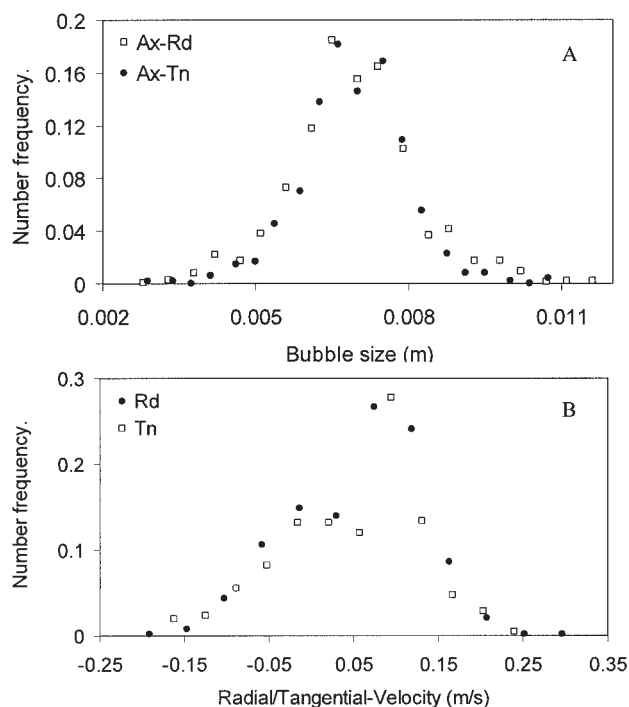 0.2
Ax-Rd
A
0.16
Ax-Tn
0.12
0.08
0.04
0
Number frequency.
0.002 0.005 0.008 0.011
Bubble size (m)
0.3
Rd
B
Tn
0.2
0.1
0
Number frequency.
-0.25 -0.15 -0.05 0.05 0.15 0.25 0.35
Radial/Tangential-Velocity (m/s)